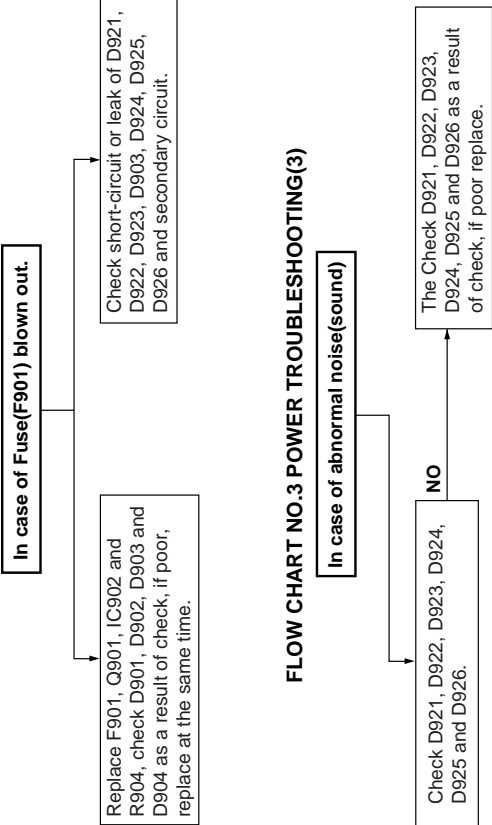 In case of Fuse(F901) blown out.
Replace F901, Q901, IC902 and
R904, check D901, D902, D903 and
D904 as a result of check, if poor,
replace at the same time.
Check short-circuit or leak of D921,
D922, D923, D903, D924, D925,
D926 and secondary circuit.
FLOW CHART NO.3 POWER TROUBLESHOOTING(3)
In case of abnormal noise(sound)
Check D921, D922, D923, D924,
D925 and D926.
NO
The Check D921, D922, D923,
D924, D925 and D926 as a result
of check, if poor replace.